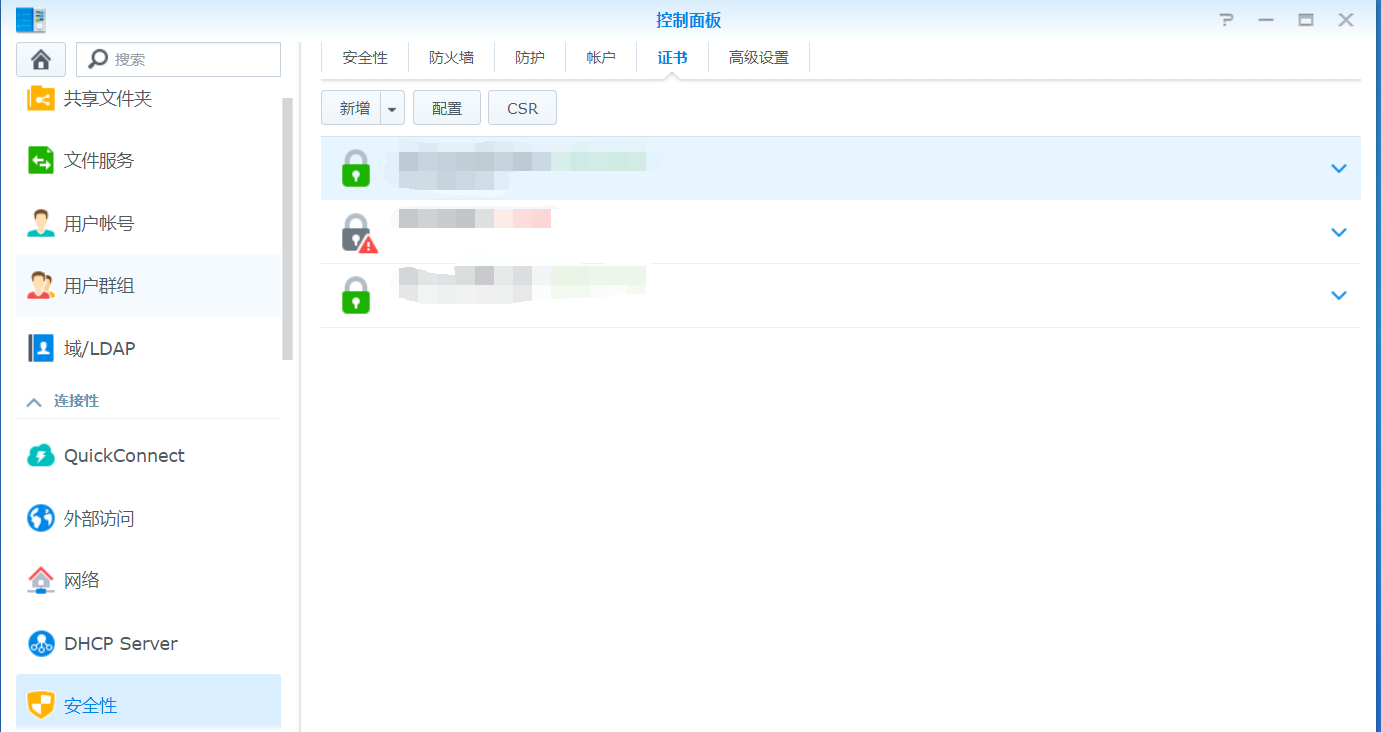 控制面板
搜索
共享文件夹
文件服务
用户帐号
用户群组
域/LDAP
连接性
QuickConnect
外部访问
网络
DHCP Server
安全性
安全性 防火墙 防护 帐户 证书 高级设置
新增 配置 CSR